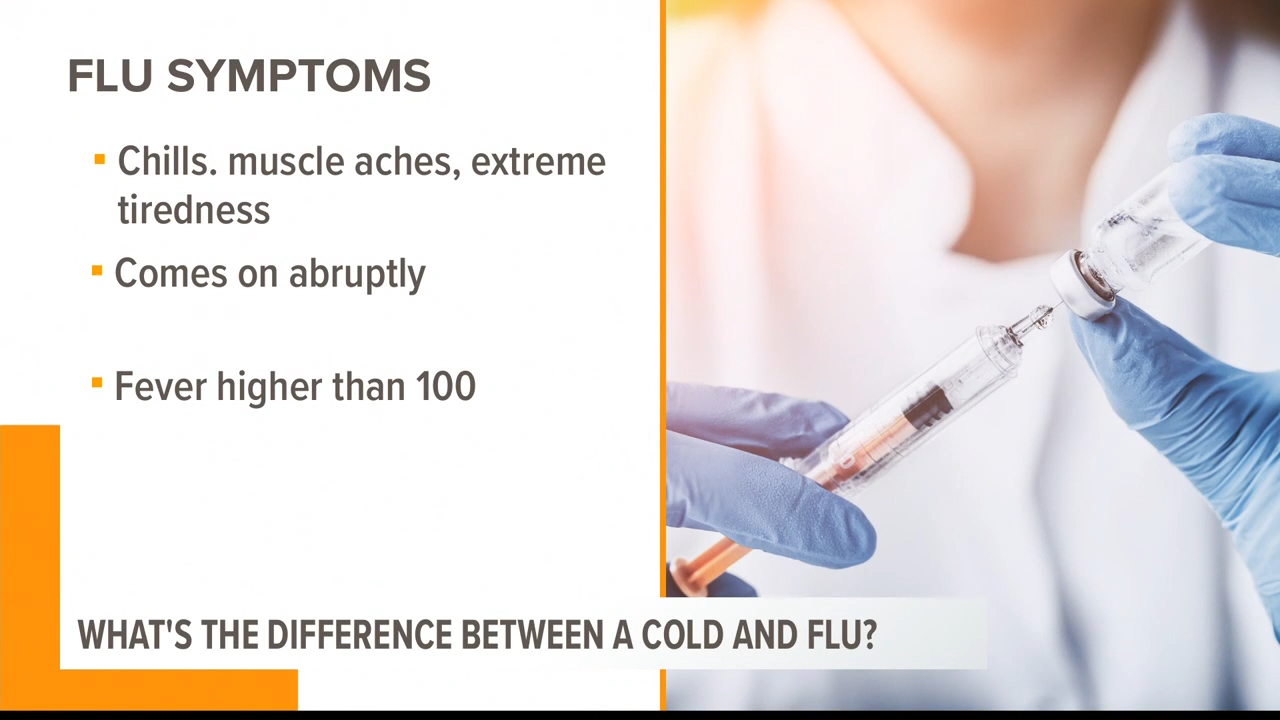 FLU SYMPTOMS
▪ Chills. muscle aches, extreme
tiredness
▪ Comes on abruptly
▪ Fever higher than 100
WHAT'S THE DIFFERENCE BETWEEN A COLD AND FLU?